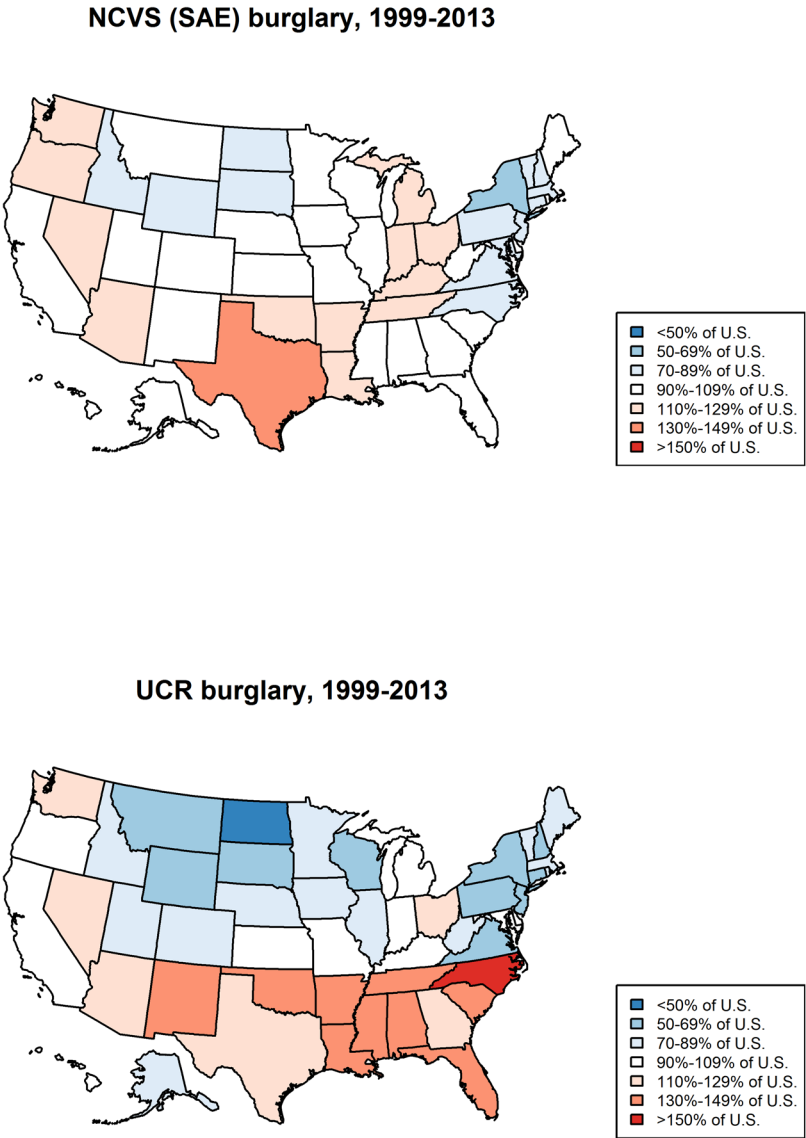 NCVS (SAE) burglary, 1999-2013
<50% of U.S.
50-69% of U.S.
70-89% of U.S.
90%-109% of U.S.
110%-129% of U.S.
130%-149% of U.S.
>150% of U.S.
UCR burglary, 1999-2013
<50% of U.S.
50-69% of U.S.
70-89% of U.S.
90%-109% of U.S.
110%-129% of U.S.
130%-149% of U.S.
>150% of U.S.